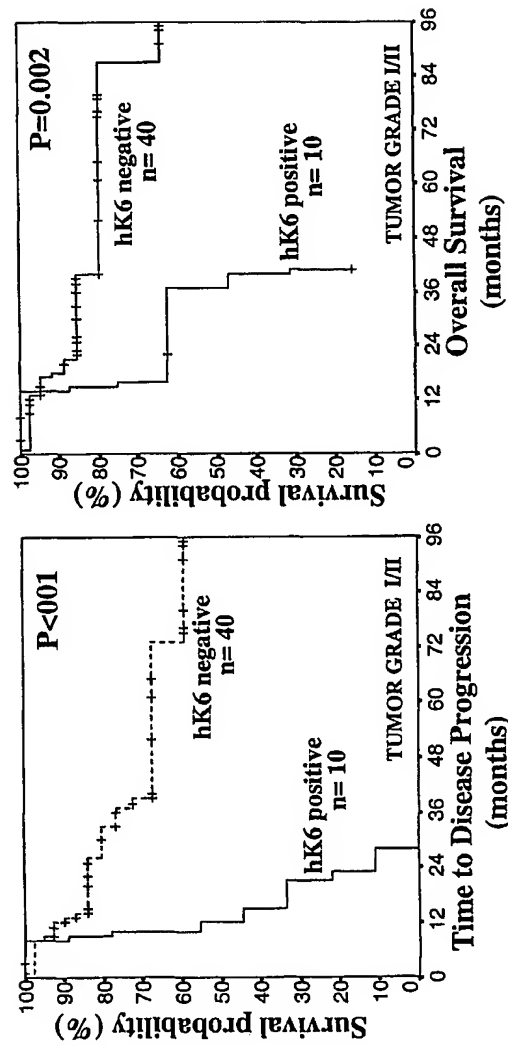 P<001
hK6 negative
n= 40
hK6 positive
n= 10
TUMOR GRADE I/II
Survival probability (%)
100
90
80
70
60
50
40
30
20
10
0
0 12 24 36 48 60 72 84 96
Time to Disease Progression
(months)
P=0.002
hK6 negative
n= 40
hK6 positive
n= 10
TUMOR GRADE I/II
Survival probability (%)
100
90
80
70
60
50
40
30
20
10
0
0 12 24 36 48 60 72 84 96
Overall Survival
(months)